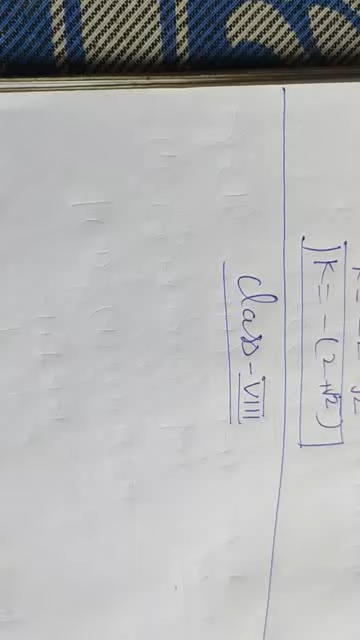 K = -(2+√2)
Class-VIII